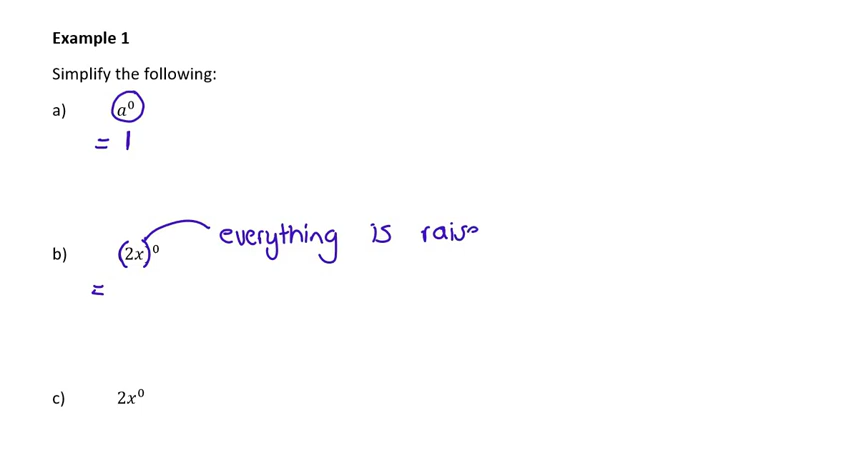 Example 1
Simplify the following:
a) a⁰
= 1
b) (2x)⁰ everything is
=
c) 2x⁰